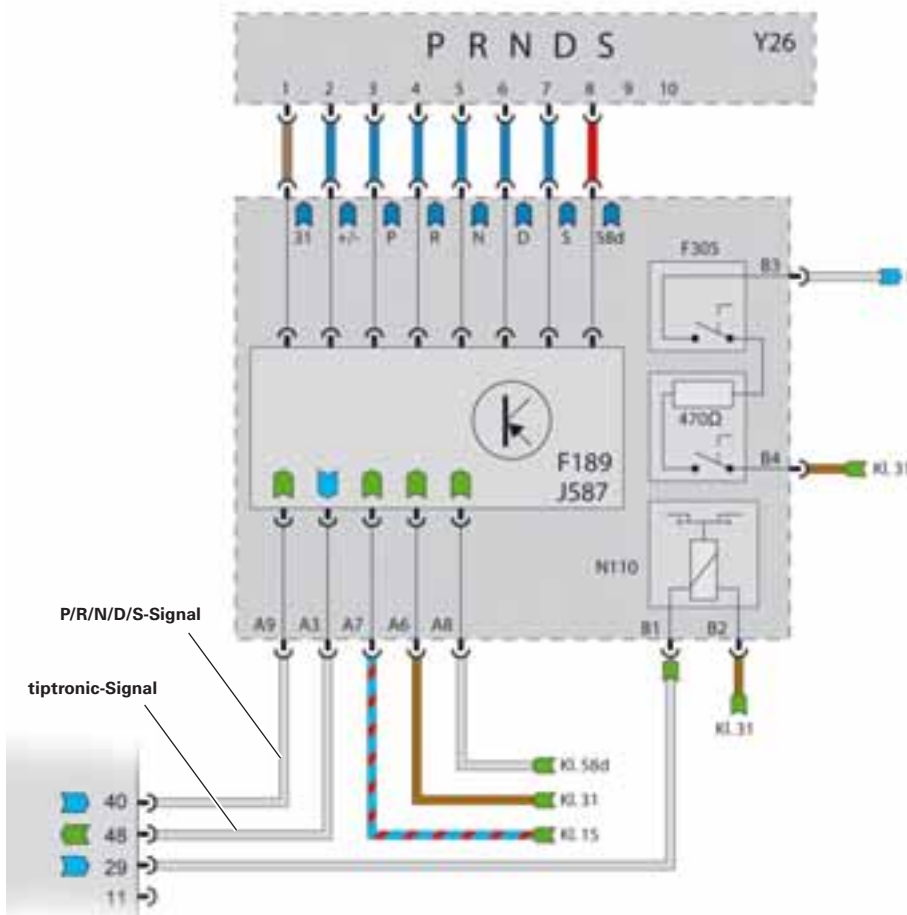 P R N D S Y26
1 2 3 4 5 6 7 8 9 10
31 +/- P R N D S 58d
F305
B3
470Ω
B4
Kl. 31
F189
J587
N110
P/R/N/D/S-Signal
A9 A3 A7 A6 A8 B1 B2
tiptronic-Signal
Kl. 31
Kl. 58d
40
Kl. 31
48
Kl. 15
29
11